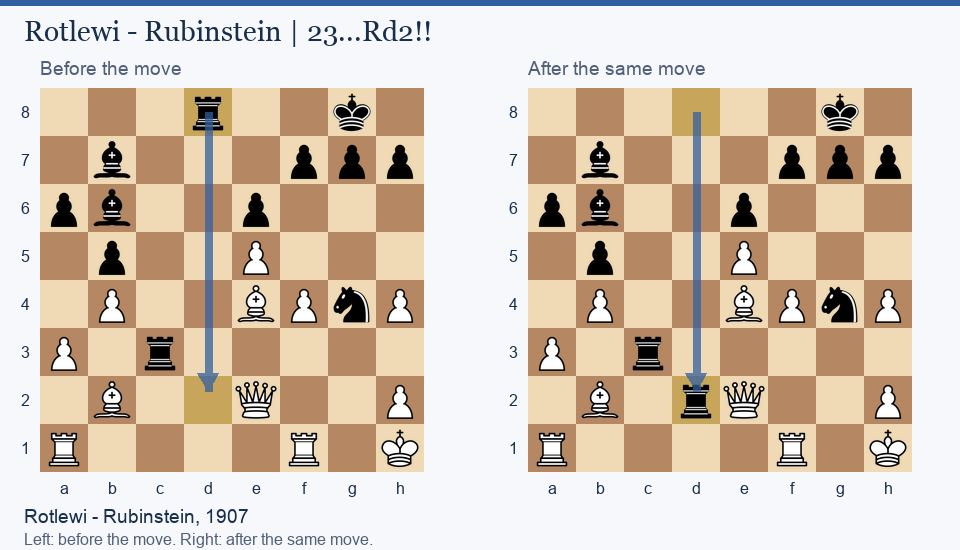 Rotlewi - Rubinstein | 23...Rd2!!
Before the move
After the same move
8
7
6
5
4
3
2
1
a b c d e f g h
8
7
6
5
4
3
2
1
a b c d e f g h
Rotlewi - Rubinstein, 1907
Left: before the move. Right: after the same move.